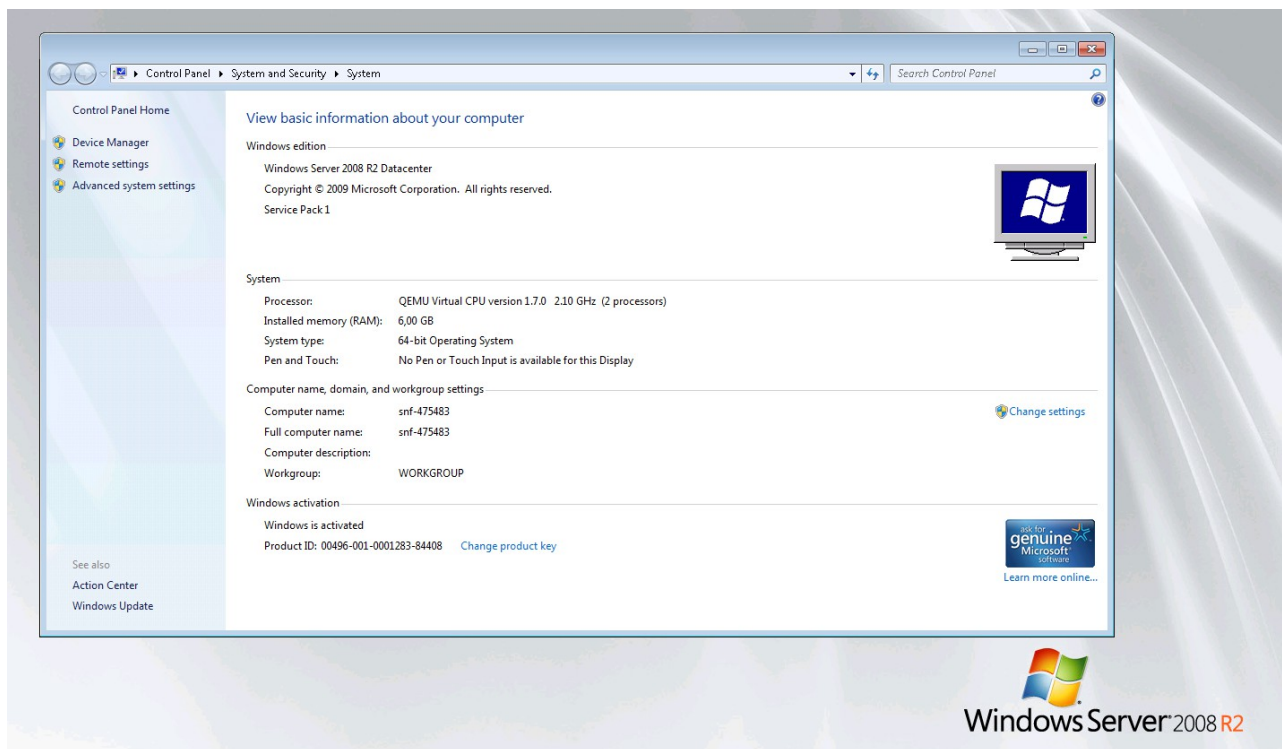 Control Panel ▸ System and Security ▸ System
Search Control Panel
Control Panel Home
Device Manager
Remote settings
Advanced system settings
See also
Action Center
Windows Update
View basic information about your computer
Windows edition
Windows Server 2008 R2 Datacenter
Copyright © 2009 Microsoft Corporation. All rights reserved.
Service Pack 1
System
Processor: QEMU Virtual CPU version 1.7.0 2.10 GHz (2 processors)
Installed memory (RAM): 6,00 GB
System type: 64-bit Operating System
Pen and Touch: No Pen or Touch Input is available for this Display
Computer name, domain, and workgroup settings
Computer name: snf-475483
Change settings
Full computer name: snf-475483
Computer description:
Workgroup: WORKGROUP
Windows activation
Windows is activated
Product ID: 00496-001-0001283-84408 Change product key
ask for
genuine
Microsoft
software
Learn more online...
Windows Server 2008 R2